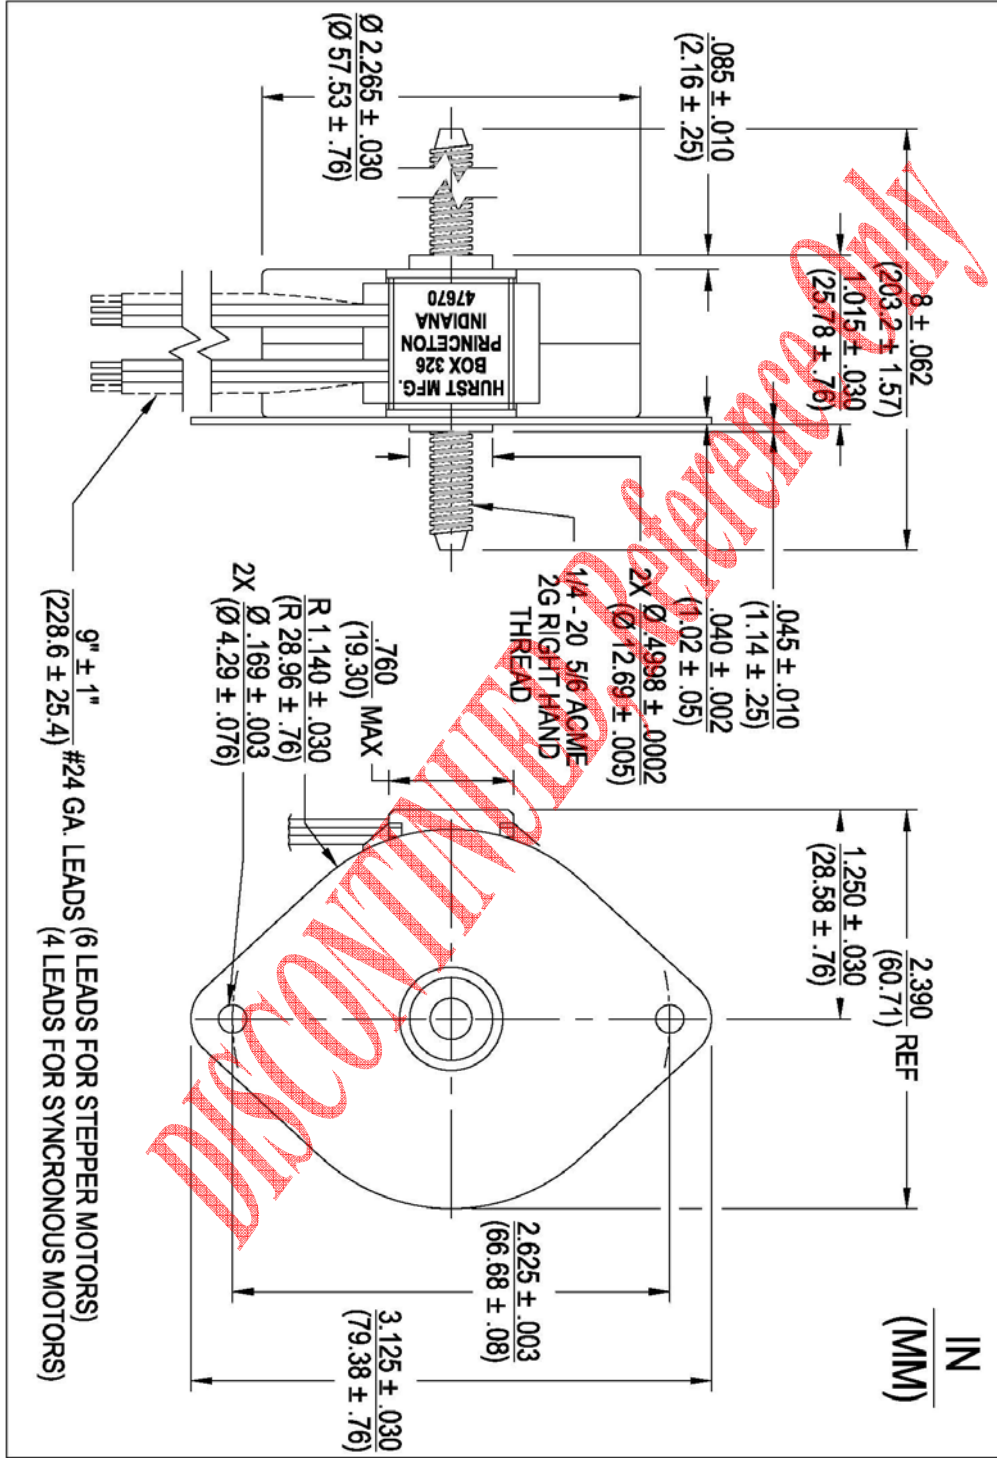 IN
(MM)
8 ± .062
(203.2 ± 1.57)
1.015 ± .030
(25.78 ± .76)
.085 ± .010
(2.16 ± .25)
Ø 2.265 ± .030
(Ø 57.53 ± .76)
HURST MFG.
BOX 326
PRINCETON
INDIANA
47670
.045 ± .010
(1.14 ± .25)
.040 ± .002
(1.02 ± .05)
2X Ø .4998 ± .0002
(Ø 12.69 ± .005)
1/4 - 20 5/6 ACME
2G RIGHT HAND
THREAD
.760
(19.30) MAX
R 1.140 ± .030
(R 28.96 ± .76)
2X Ø .169 ± .003
(Ø 4.29 ± .076)
9" ± 1"
(228.6 ± 25.4) #24 GA. LEADS (6 LEADS FOR STEPPER MOTORS)
(4 LEADS FOR SYNCRONOUS MOTORS)
2.390
(60.71) REF
1.250 ± .030
(28.58 ± .76)
2.625 ± .003
(66.68 ± .08)
3.125 ± .030
(79.38 ± .76)
DISCONTINUED, Reference Only